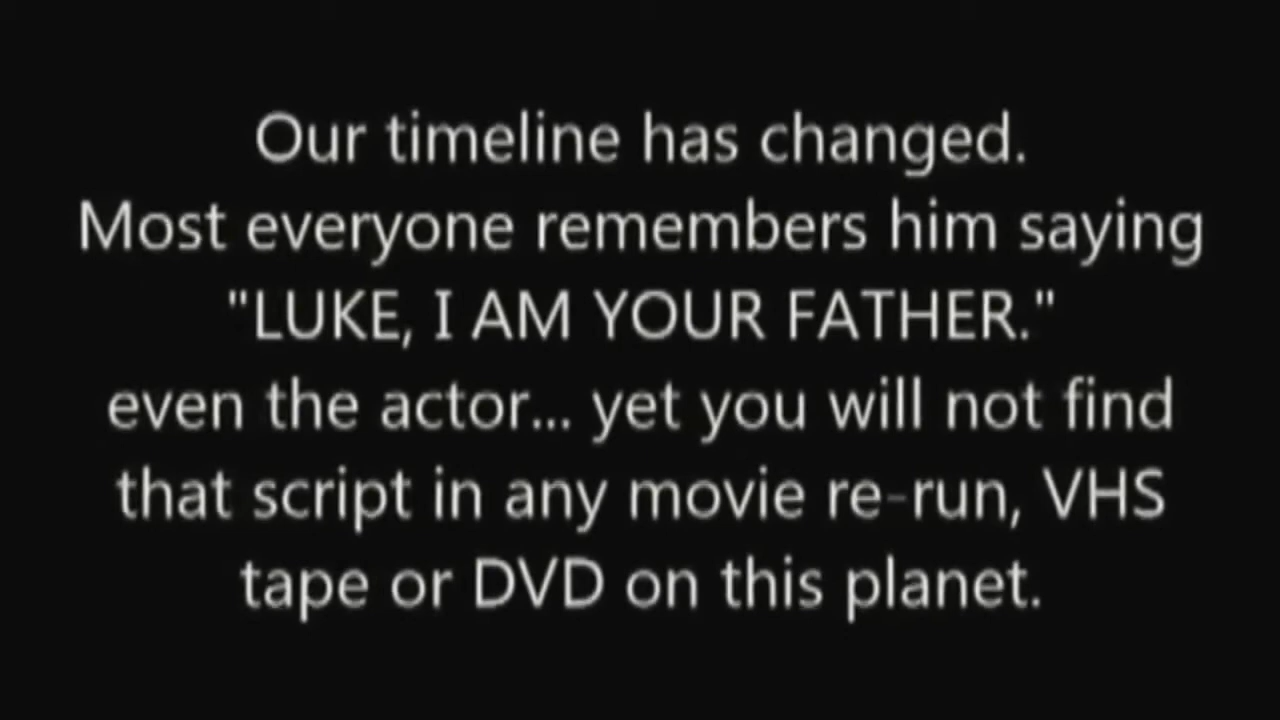 Our timeline has changed.
Most everyone remembers him saying
"LUKE, I AM YOUR FATHER."
even the actor... yet you will not find
that script in any movie re-run, VHS
tape or DVD on this planet.